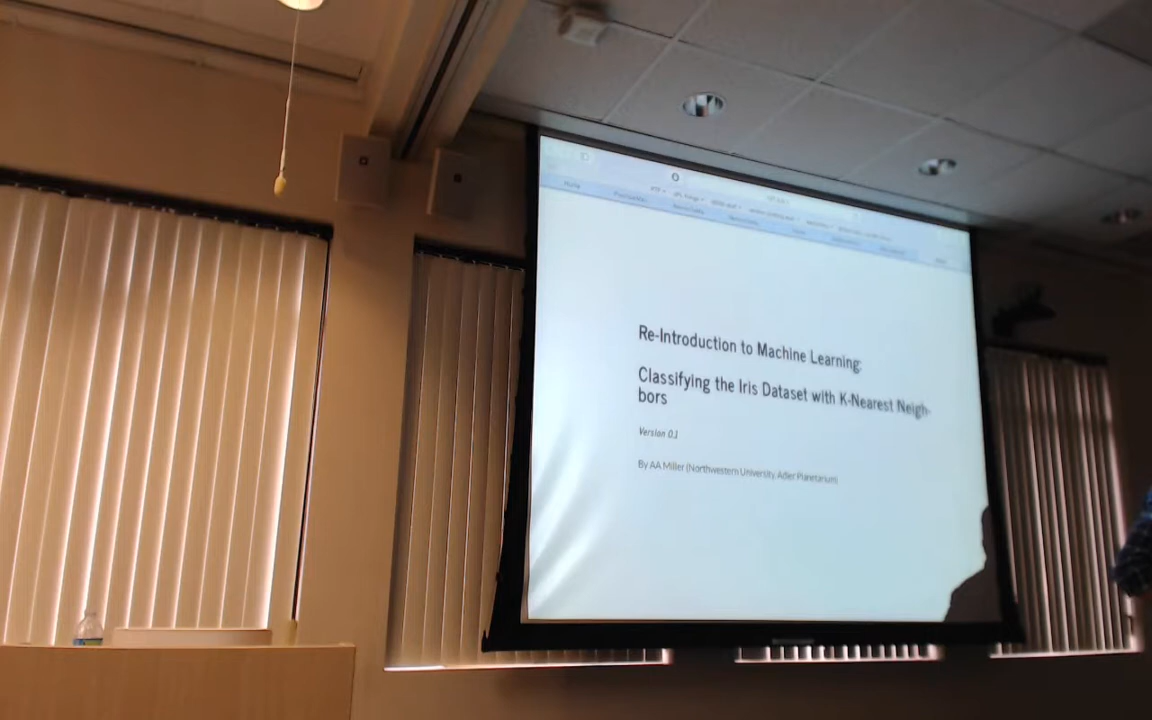 Re-Introduction to Machine Learning:
Classifying the Iris Dataset with K-Nearest Neigh-
bors
Version 0.1
By AA Miller (Northwestern University, Adler Planetarium)